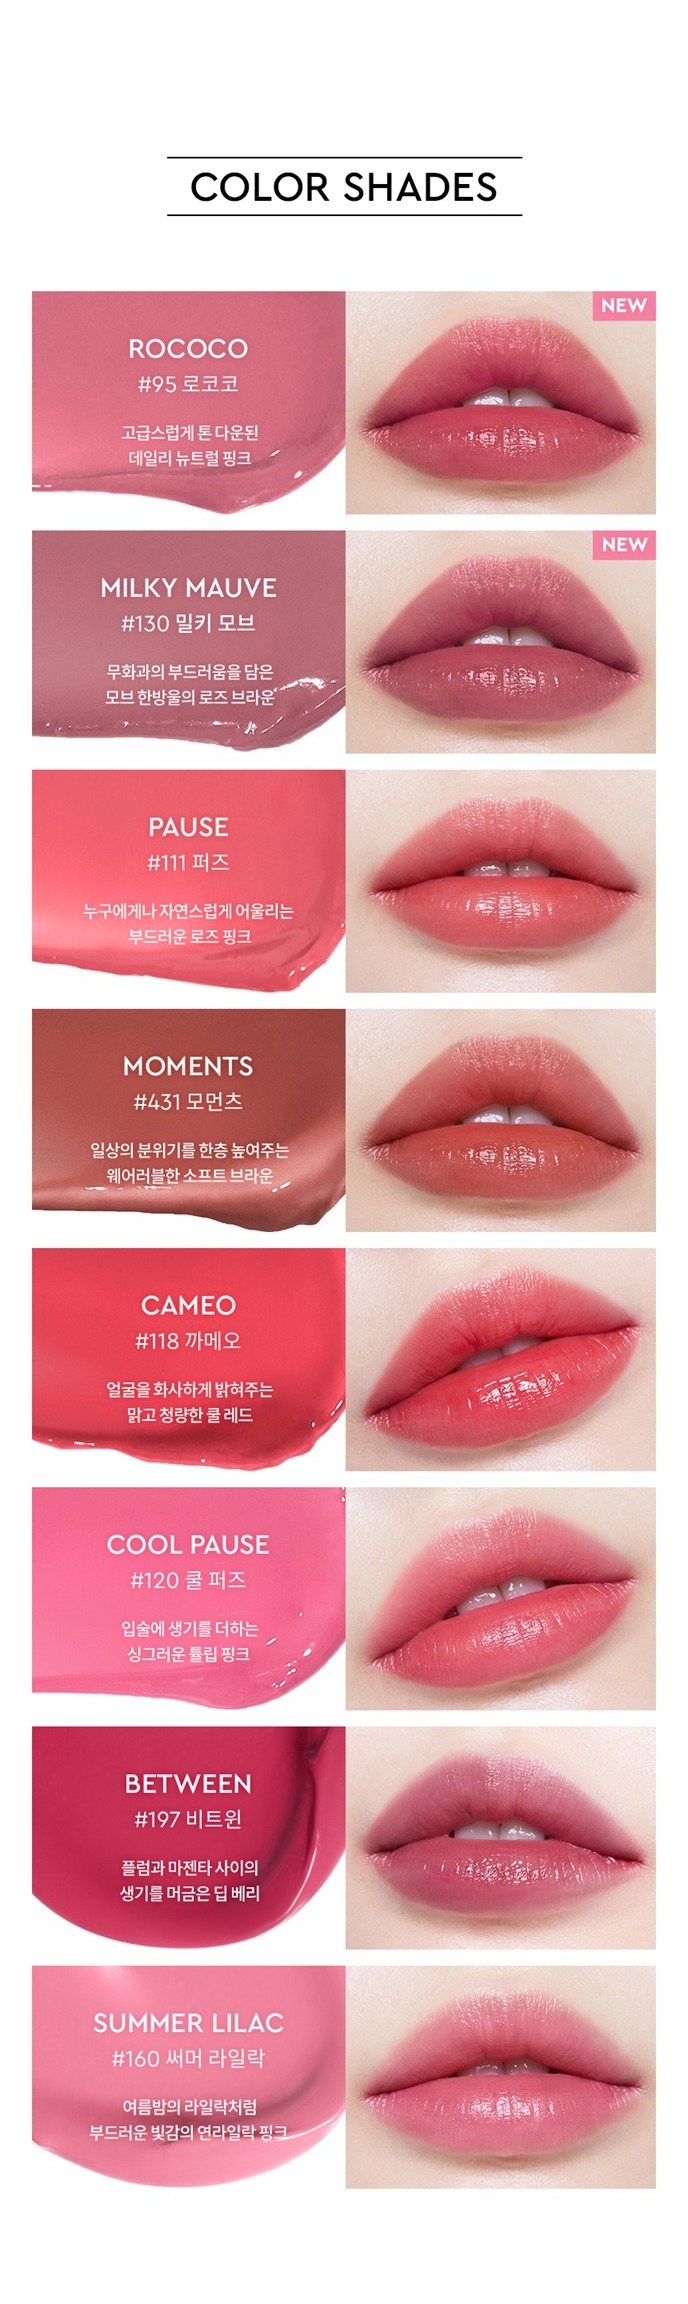 COLOR SHADES
NEW
ROCOCO
#95 로코코
고급스럽게 톤 다운된
데일리 뉴트럴 핑크
NEW
MILKY MAUVE
#130 밀키 모브
무화과의 부드러움을 담은
모브 한방울의 로즈 브라운
PAUSE
#111 퍼즈
누구에게나 자연스럽게 어울리는
부드러운 로즈 핑크
MOMENTS
#431 모먼츠
일상의 분위기를 한층 높여주는
웨어러블한 소프트 브라운
CAMEO
#118 까메오
얼굴을 화사하게 밝혀주는
맑고 청량한 쿨 레드
COOL PAUSE
#120 쿨 퍼즈
입술에 생기를 더하는
싱그러운 튤립 핑크
BETWEEN
#197 비트윈
플럼과 마젠타 사이의
생기를 머금은 딥 베리
SUMMER LILAC
#160 써머 라일락
여름밤의 라일락처럼
부드러운 빛감의 연라일락 핑크